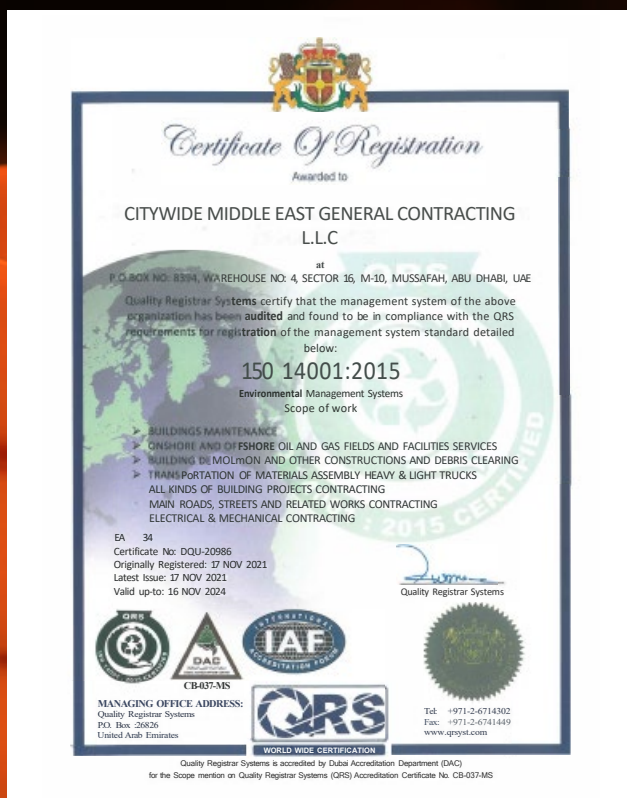 Certificate Of Registration
Awarded to
CITYWIDE MIDDLE EAST GENERAL CONTRACTING
L.L.C
at
P.O.BOX NO: 8394, WAREHOUSE NO: 4, SECTOR 16, M-10, MUSSAFAH, ABU DHABI, UAE
Quality Registrar Systems certify that the management system of the above
organization has been audited and found to be in compliance with the QRS
requirements for registration of the management system standard detailed
below:
150 14001:2015
Environmental Management Systems
Scope of work
BUILDINGS MAINTENANCE
ONSHORE AND OFFSHORE OIL AND GAS FIELDS AND FACILITIES SERVICES
BUILDING DEMOLmON AND OTHER CONSTRUCTIONS AND DEBRIS CLEARING
TRANSPoRTATION OF MATERIALS ASSEMBLY HEAVY & LIGHT TRUCKS
ALL KINDS OF BUILDING PROJECTS CONTRACTING
MAIN ROADS, STREETS AND RELATED WORKS CONTRACTING
ELECTRICAL & MECHANICAL CONTRACTING
QRS
: 2015 CERTIFIED
EA 34
Certificate No: DQU-20986
Originally Registered: 17 NOV 2021
Latest Issue: 17 NOV 2021
Valid up-to: 16 NOV 2024
Quality Registrar Systems
QRS
DAC
CB-037-MS
INTERNATIONAL
IAF
ACCREDITATION FORUM
MANAGING OFFICE ADDRESS:
Quality Registrar Systems
P.O. Box :26826
United Arab Emirates
QRS
WORLD WIDE CERTIFICATION
Tel: +971-2-6714302
Fax: +971-2-6741449
www.qrsyst.com
Quality Registrar Systems is accredited by Dubai Accreditation Department (DAC)
for the Scope mention on Quality Registrar Systems (QRS) Accreditation Certificate No. CB-037-MS